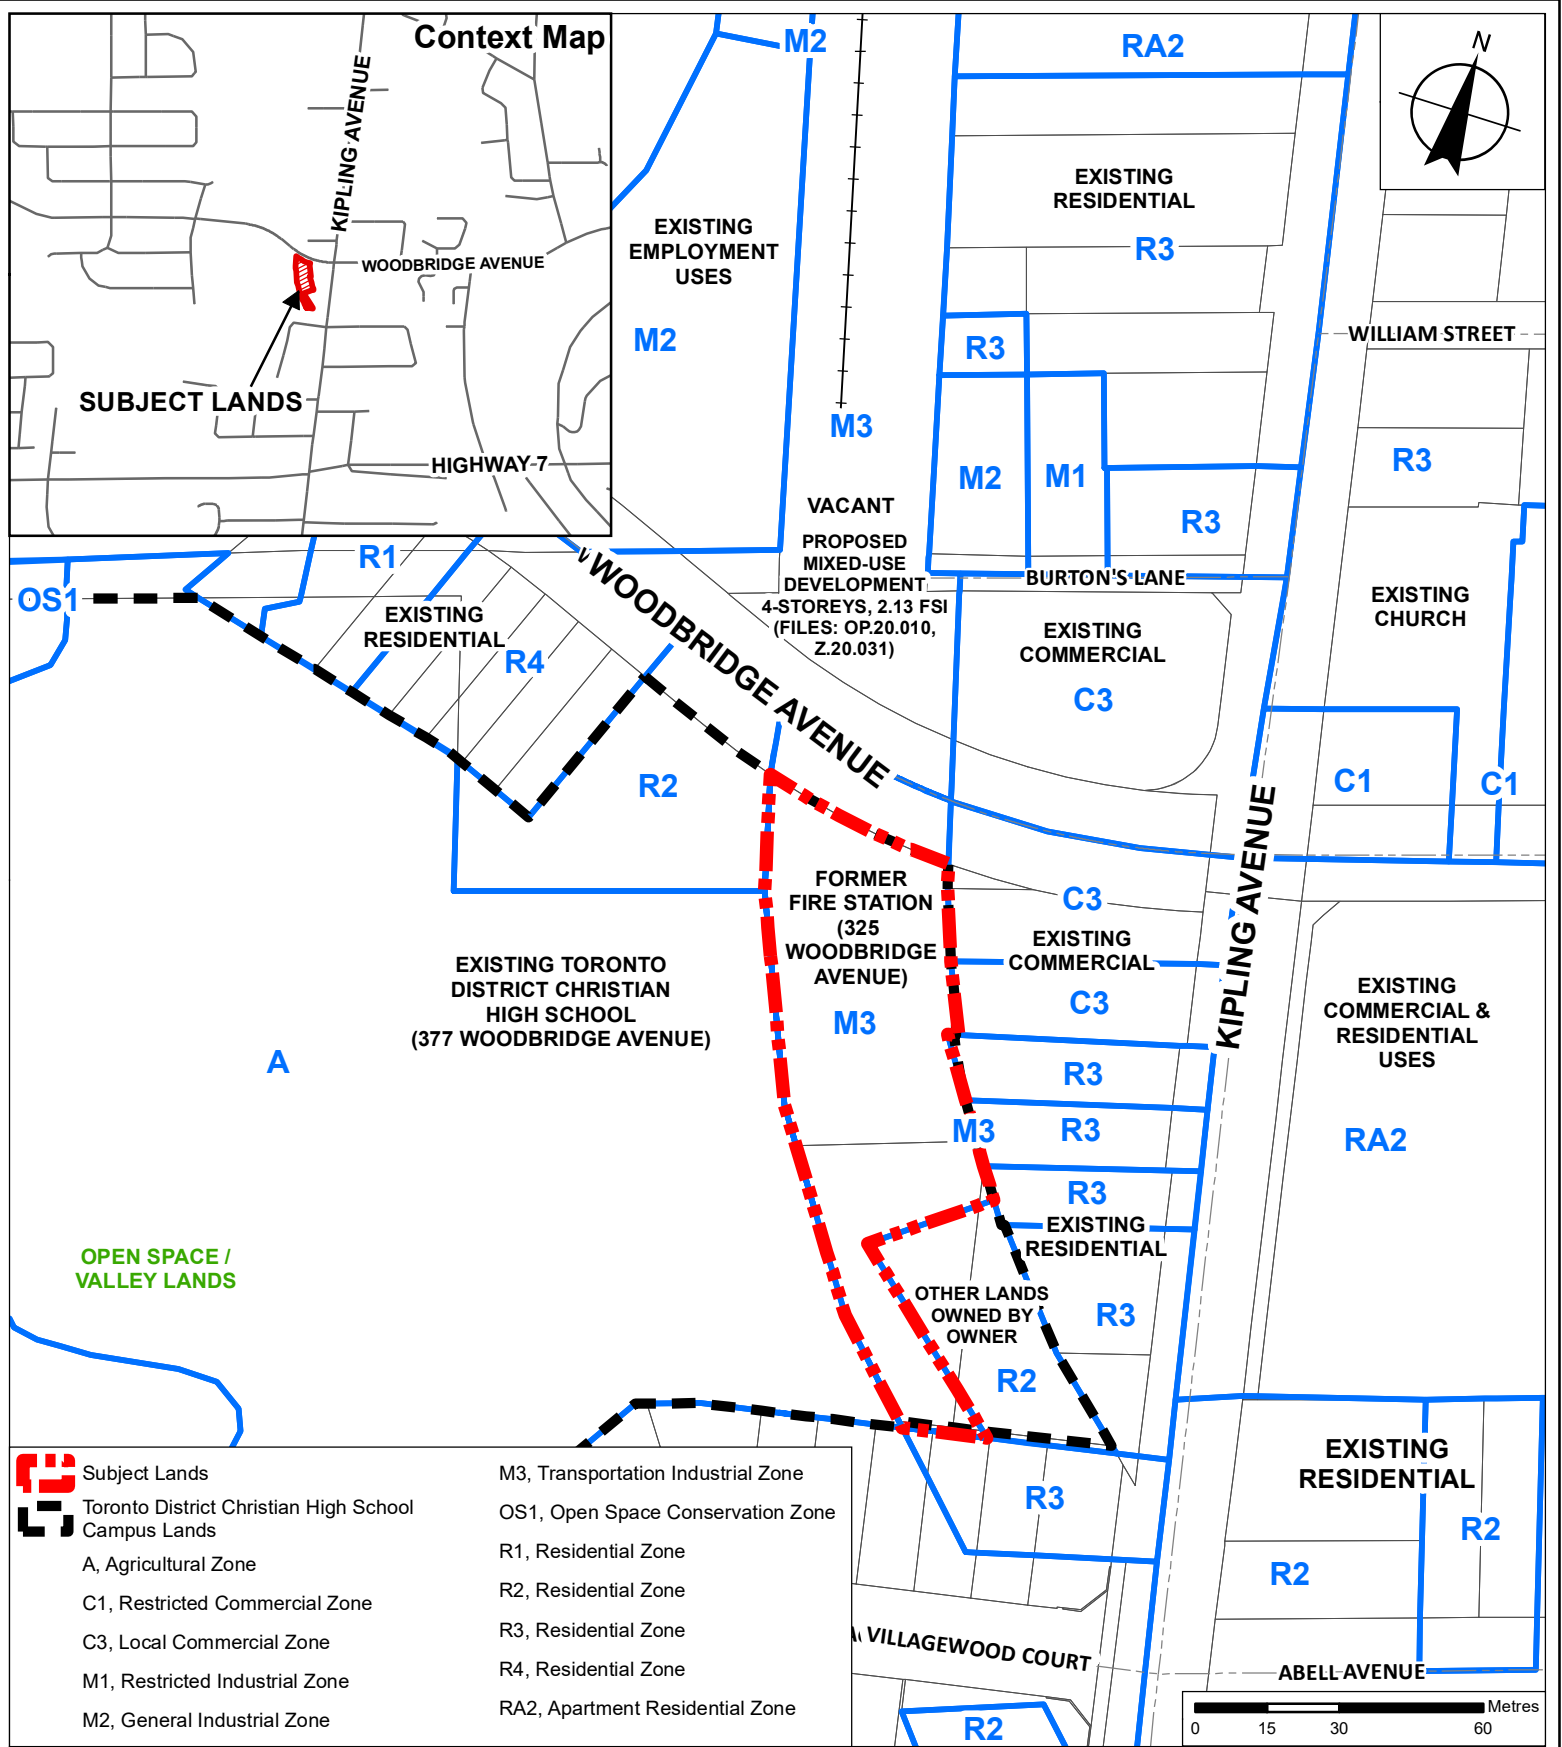 Context Map
KIPLING AVENUE
WOODBRIDGE AVENUE
SUBJECT LANDS
HIGHWAY 7
N
M2
RA2
EXISTING
RESIDENTIAL
R3
EXISTING
EMPLOYMENT
USES
M2
R3
WILLIAM STREET
M3
M2
M1
R3
R3
VACANT
PROPOSED
MIXED-USE
DEVELOPMENT
4-STOREYS, 2.13 FSI
(FILES: OP.20.010,
Z.20.031)
BURTON'S LANE
R1
OS1
EXISTING
RESIDENTIAL
R4
WOODBRIDGE AVENUE
EXISTING
COMMERCIAL
C3
EXISTING
CHURCH
R2
C1
C1
KIPLING AVENUE
FORMER
FIRE STATION
(325
WOODBRIDGE
AVENUE)
M3
C3
EXISTING
COMMERCIAL
C3
EXISTING TORONTO
DISTRICT CHRISTIAN
HIGH SCHOOL
(377 WOODBRIDGE AVENUE)
A
EXISTING
COMMERCIAL &
RESIDENTIAL
USES
RA2
R3
M3
R3
R3
EXISTING
RESIDENTIAL
OPEN SPACE /
VALLEY LANDS
OTHER LANDS
OWNED BY
OWNER
R3
R2
R3
EXISTING
RESIDENTIAL
R2
R2
VILLAGEWOOD COURT
ABELL AVENUE
R2
Subject Lands
Toronto District Christian High School
Campus Lands
A, Agricultural Zone
C1, Restricted Commercial Zone
C3, Local Commercial Zone
M1, Restricted Industrial Zone
M2, General Industrial Zone
M3, Transportation Industrial Zone
OS1, Open Space Conservation Zone
R1, Residential Zone
R2, Residential Zone
R3, Residential Zone
R4, Residential Zone
RA2, Apartment Residential Zone
Metres
0 15 30 60